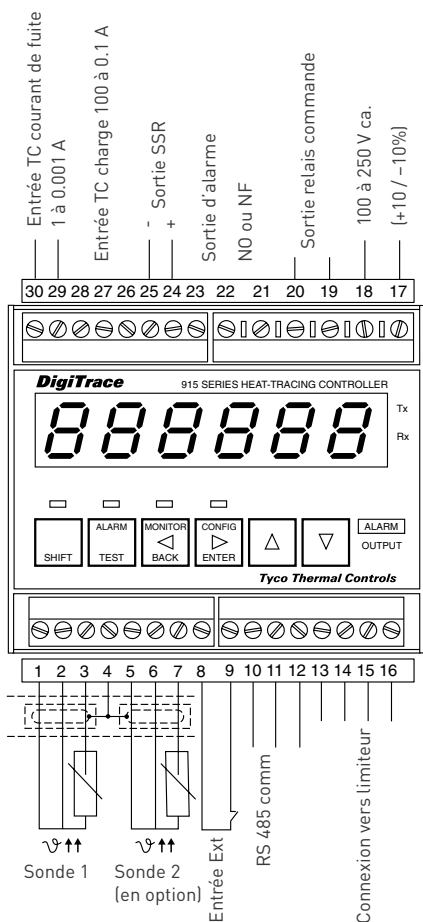 Entrée TC courant de fuite
1 à 0.001 A
Entrée TC charge 100 à 0.1 A
- Sortie SSR
+
Sortie d'alarme
NO ou NF
Sortie relais commande
100 à 250 V ca.
(+10 / –10%)
30 29 28 27 26 25 24 23 22 21 20 19 18 17
DigiTrace 915 SERIES HEAT-TRACING CONTROLLER
888888
Tx
Rx
SHIFT
ALARM
TEST
MONITOR
BACK
CONFIG
ENTER
ALARM
OUTPUT
Tyco Thermal Controls
1 2 3 4 5 6 7 8 9 10 11 12 13 14 15 16
ϑ
Sonde 1
ϑ
Sonde 2
(en option)
Entrée Ext
RS 485 comm
Connexion vers limiteur